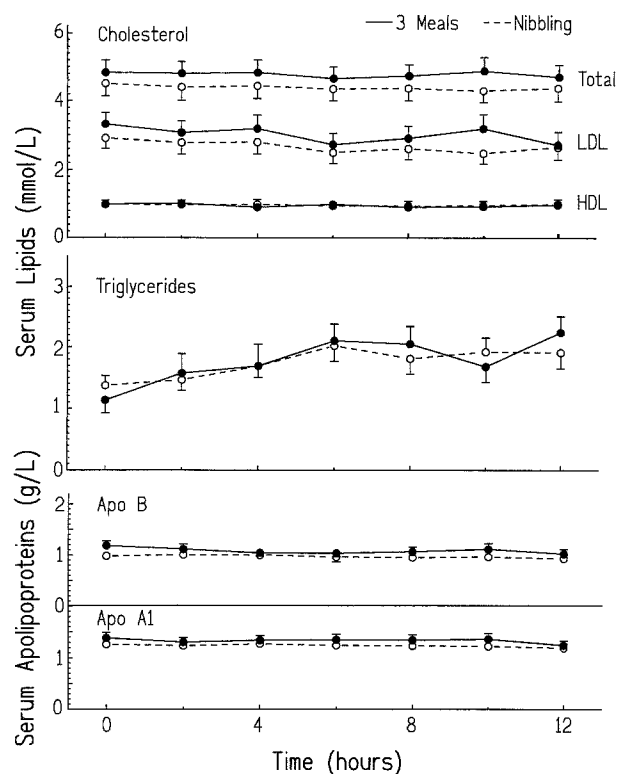 3 Meals
Nibbling
Cholesterol
6
Total
4
LDL
2
HDL
0
Serum Lipids (mmol/L)
Triglycerides
3
2
1
0
Serum Apolipoproteins (g/L)
Apo B
2
1
0
Apo A1
1
0
0 4 8 12
Time (hours)